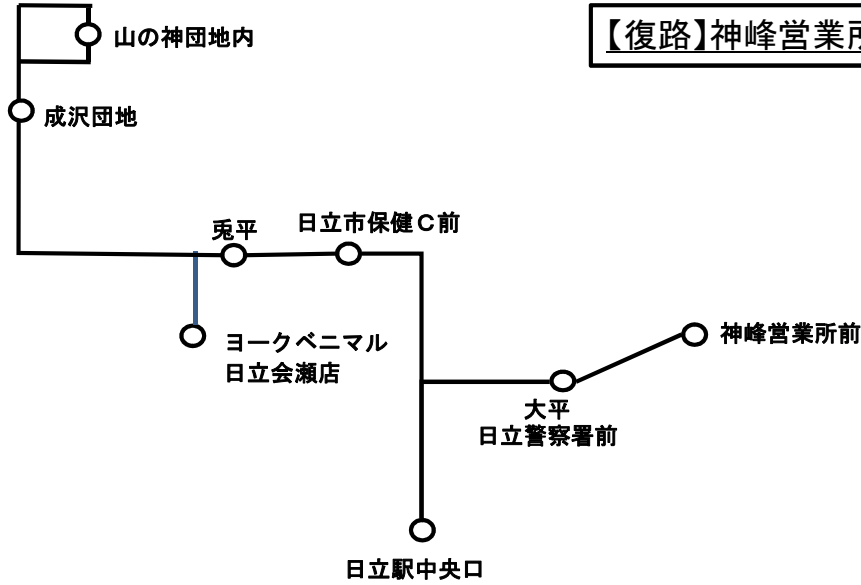 山の神団地内
【復路】神峰営業所
成沢団地
兎平
日立市保健C前
ヨークベニマル
日立会瀬店
神峰営業所前
大平
日立警察署前
日立駅中央口